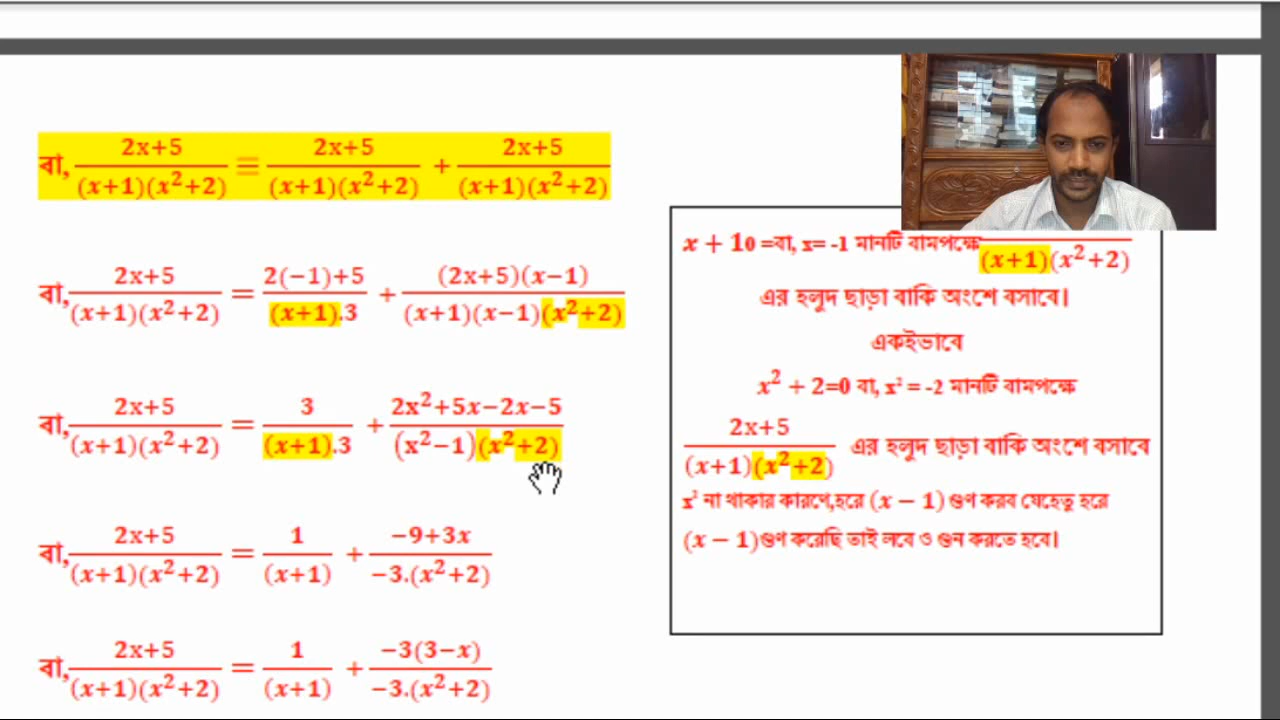 বা, (2x+5)/((x+1)(x²+2)) ≡ (2x+5)/((x+1)(x²+2)) + (2x+5)/((x+1)(x²+2))
বা, (2x+5)/((x+1)(x²+2)) = (2(−1)+5)/((x+1).3) + ((2x+5)(x−1))/((x+1)(x−1)(x²+2))
বা, (2x+5)/((x+1)(x²+2)) = 3/((x+1).3) + (2x²+5x−2x−5)/((x²−1)(x²+2))
বা, (2x+5)/((x+1)(x²+2)) = 1/(x+1) + (−9+3x)/(−3.(x²+2))
বা, (2x+5)/((x+1)(x²+2)) = 1/(x+1) + (−3(3−x))/(−3.(x²+2))
x + 10 =বা, x= -1 মানটি বামপক্ষে (x+1)(x²+2)
এর হলুদ ছাড়া বাকি অংশে বসাবে।
একইভাবে
x² + 2=0 বা, x² = -2 মানটি বামপক্ষে
(2x+5)/((x+1)(x²+2)) এর হলুদ ছাড়া বাকি অংশে বসাবে
x² না থাকার কারণে,হরে (x − 1) গুণ করব যেহেতু হরে
(x − 1)গুণ করেছি তাই লবে ও গুন করতে হবে।